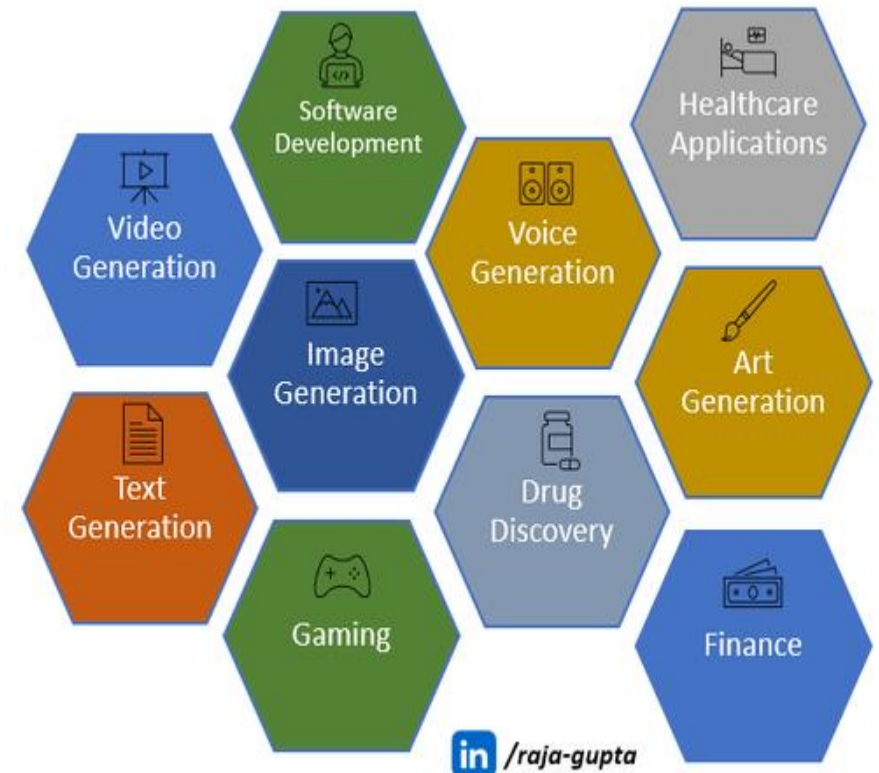 Software
Development
Healthcare
Applications
Video
Generation
Voice
Generation
Image
Generation
Art
Generation
Text
Generation
Drug
Discovery
Gaming
Finance
in /raja-gupta